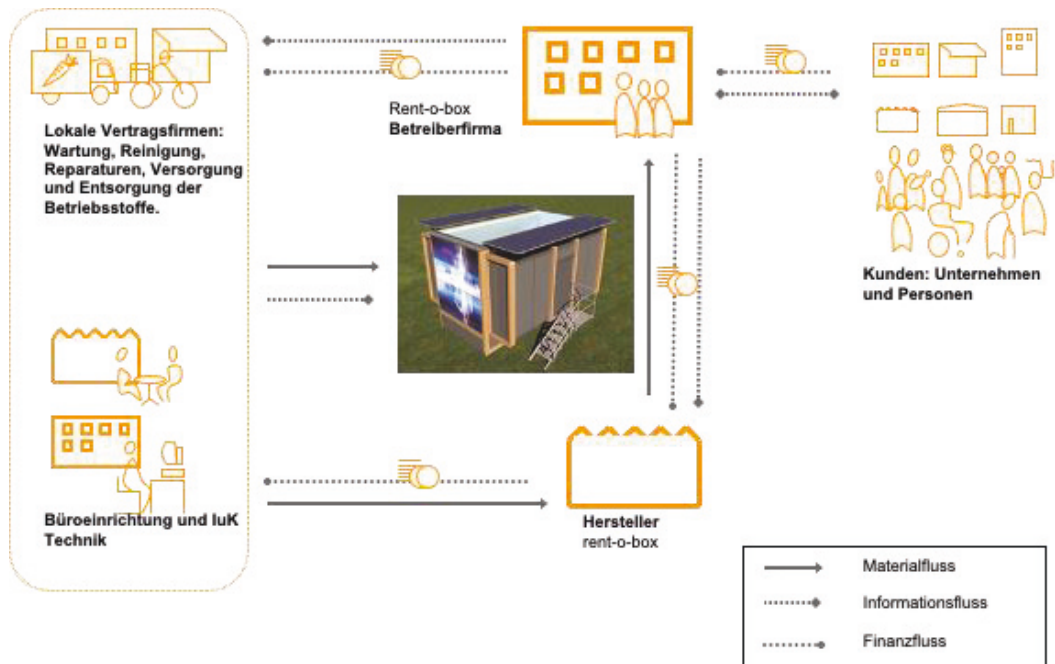 Lokale Vertragsfirmen:
Wartung, Reinigung,
Reparaturen, Versorgung
und Entsorgung der
Betriebsstoffe.
Rent-o-box
Betreiberfirma
Kunden: Unternehmen
und Personen
Büroeinrichtung und IuK
Technik
Hersteller
rent-o-box
Materialfluss
Informationsfluss
Finanzfluss